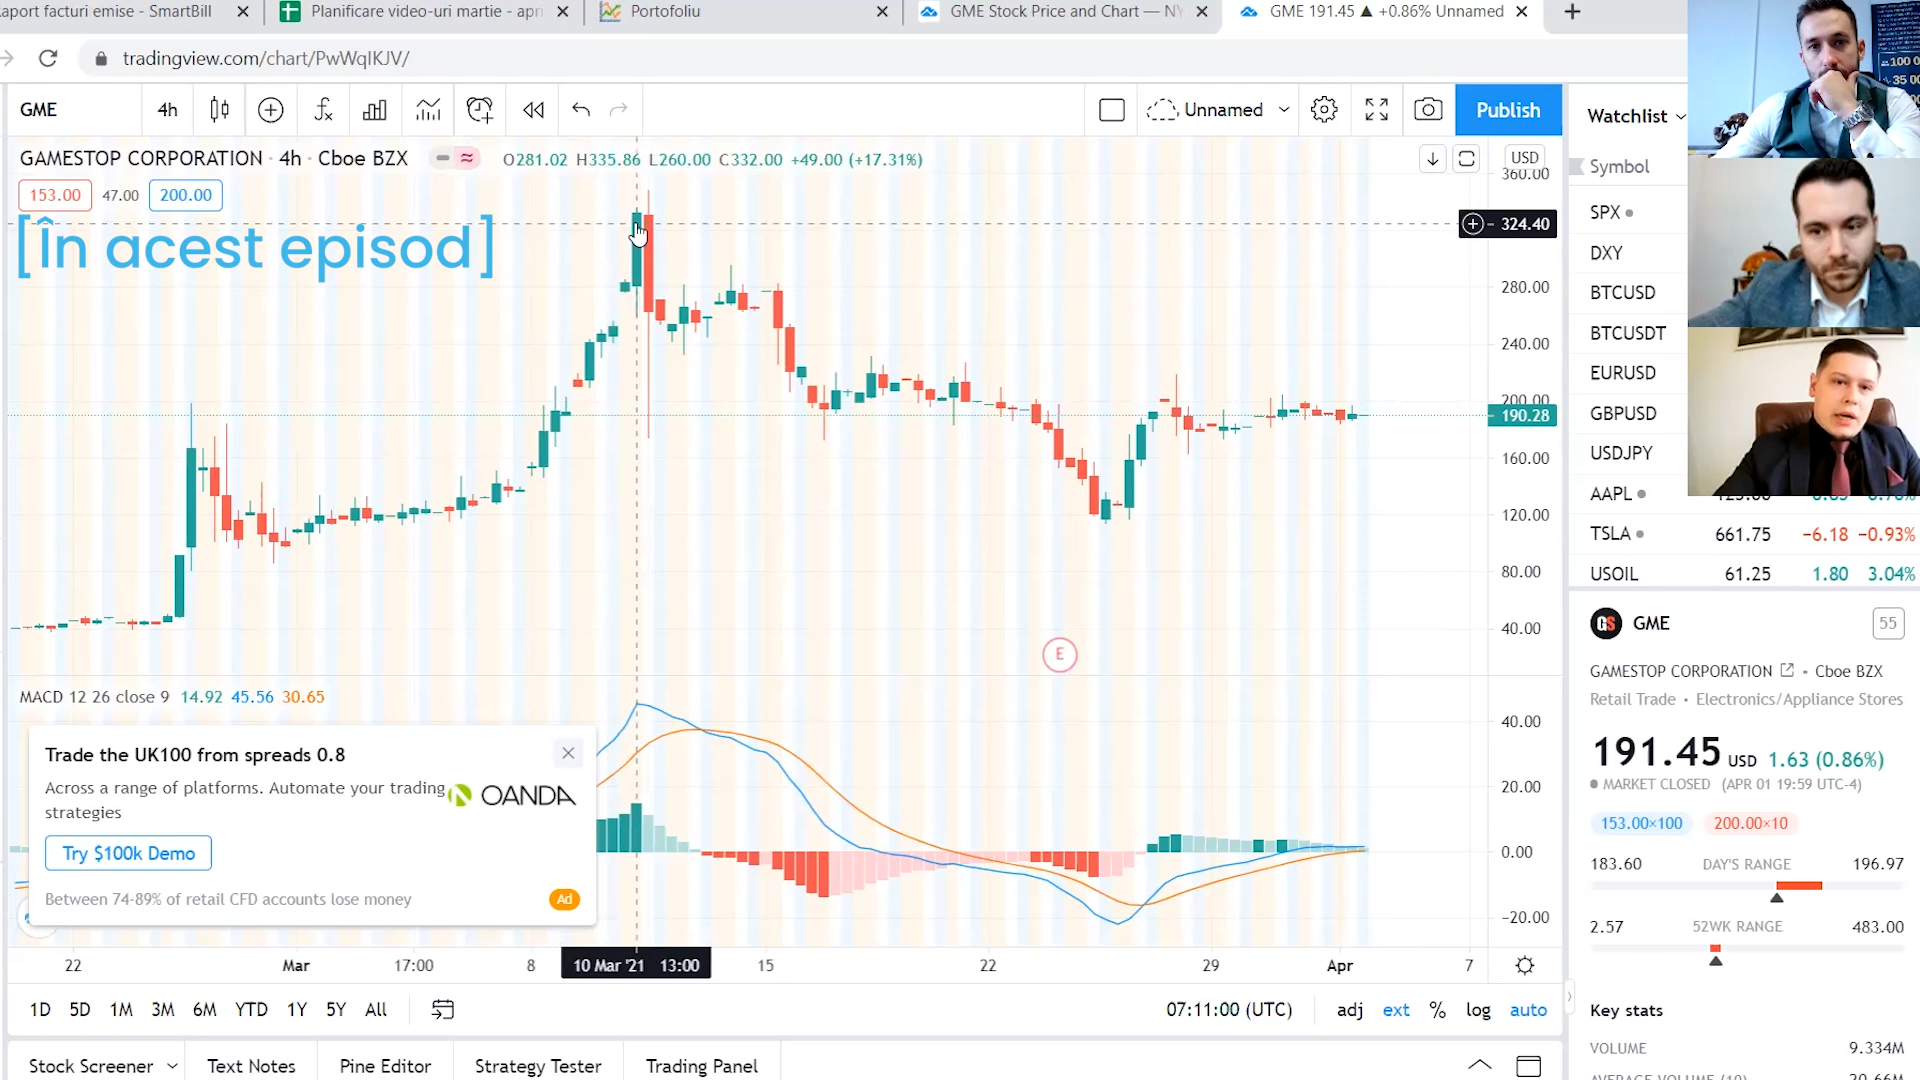 aport facturi emise - SmartBill
Planificare video-uri martie - apri
Portofoliu
GME Stock Price and Chart — NY
GME 191.45 ▲ +0.86% Unnamed
tradingview.com/chart/PwWqIKJV/
GME
4h
Unnamed
Publish
Watchlist
GAMESTOP CORPORATION · 4h · Cboe BZX
O281.02 H335.86 L260.00 C332.00 +49.00 (+17.31%)
153.00
47.00
200.00
[În acest episod]
USD
360.00
324.40
280.00
240.00
200.00
190.28
160.00
120.00
80.00
40.00
E
MACD 12 26 close 9 14.92 45.56 30.65
40.00
20.00
0.00
−20.00
Trade the UK100 from spreads 0.8
Across a range of platforms. Automate your trading
strategies
OANDA
Try $100k Demo
Between 74-89% of retail CFD accounts lose money
Ad
22
Mar
17:00
8
10 Mar '21 13:00
15
22
29
Apr
7
1D 5D 1M 3M 6M YTD 1Y 5Y All
07:11:00 (UTC)
adj ext % log auto
Stock Screener
Text Notes
Pine Editor
Strategy Tester
Trading Panel
Symbol
SPX
DXY
BTCUSD
BTCUSDT
EURUSD
GBPUSD
USDJPY
AAPL
TSLA 661.75 −6.18 −0.93%
USOIL 61.25 1.80 3.04%
GME
55
GAMESTOP CORPORATION • Cboe BZX
Retail Trade • Electronics/Appliance Stores
191.45 USD 1.63 (0.86%)
MARKET CLOSED (APR 01 19:59 UTC-4)
153.00×100
200.00×10
183.60 DAY'S RANGE 196.97
2.57 52WK RANGE 483.00
Key stats
VOLUME 9.334M